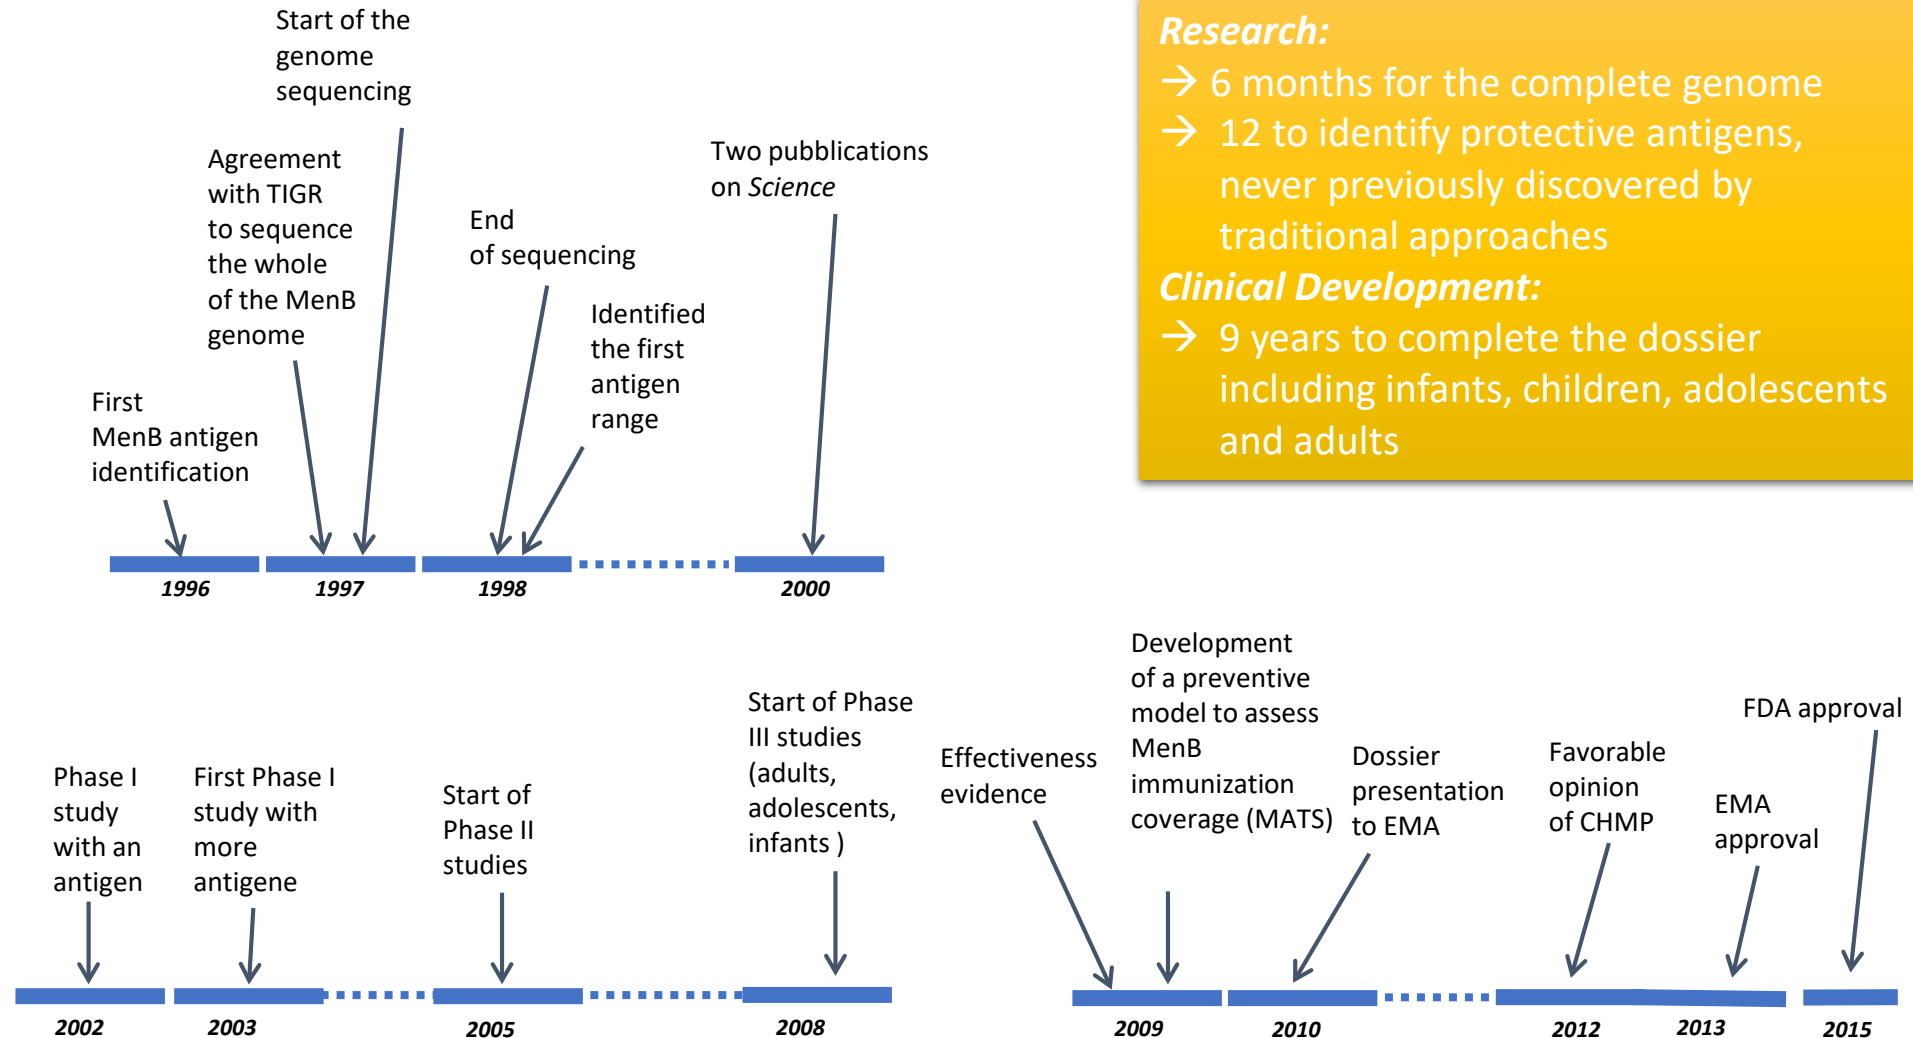 Start of the
genome
sequencing
Agreement
with TIGR
to sequence
the whole
of the MenB
genome
First
MenB antigen
identification
End
of sequencing
Identified
the first
antigen
range
Two pubblications
on Science
1996
1997
1998
2000
Research:
→ 6 months for the complete genome
→ 12 to identify protective antigens,
never previously discovered by
traditional approaches
Clinical Development:
→ 9 years to complete the dossier
including infants, children, adolescents
and adults
Phase I
study
with an
antigen
First Phase I
study with
more
antigene
Start of
Phase II
studies
Start of Phase
III studies
(adults,
adolescents,
infants )
Effectiveness
evidence
Development
of a preventive
model to assess
MenB
immunization
coverage (MATS)
Dossier
presentation
to EMA
Favorable
opinion
of CHMP
EMA
approval
FDA approval
2002
2003
2005
2008
2009
2010
2012
2013
2015